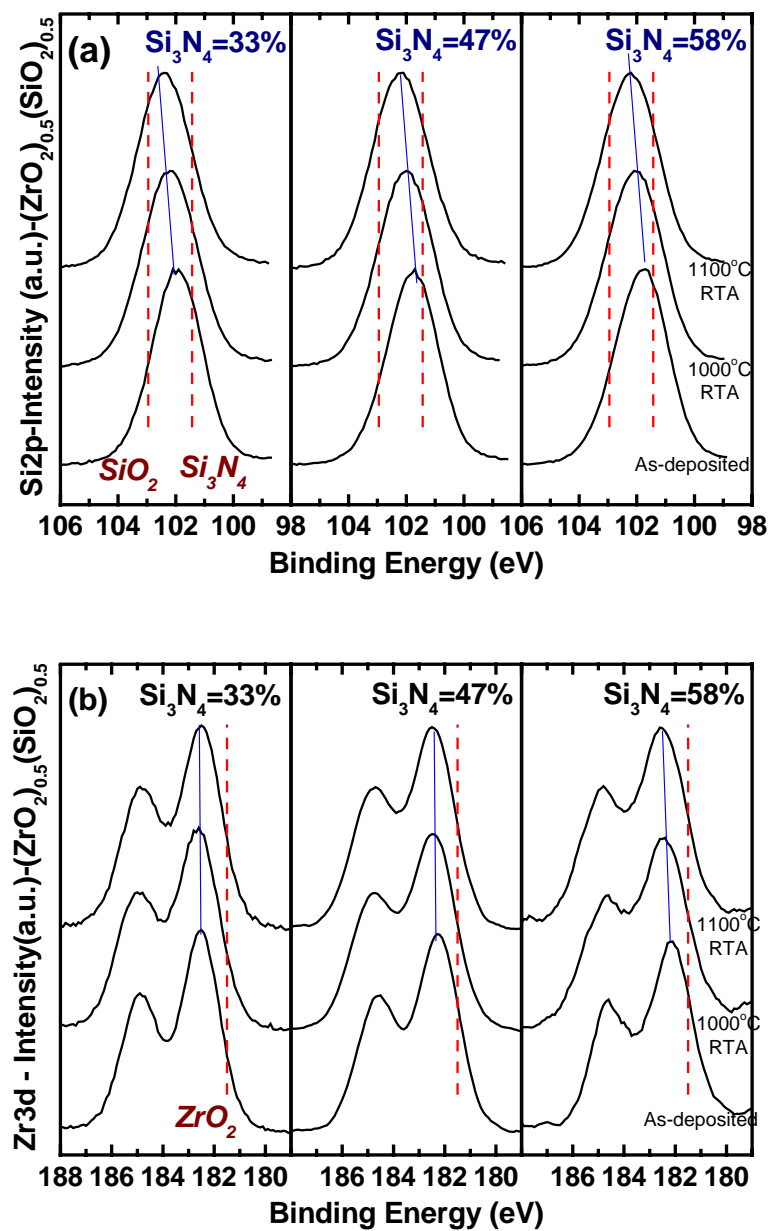 (a)
Si₃N₄=33%
Si₃N₄=47%
Si₃N₄=58%
Si2p-Intensity (a.u.)-(ZrO₂)₀.₅(SiO₂)₀.₅
1100°C
RTA
1000°C
RTA
As-deposited
SiO₂
Si₃N₄
106 104 102 100 98 104 102 100 106 104 102 100 98
Binding Energy (eV)
(b)
Si₃N₄=33%
Si₃N₄=47%
Si₃N₄=58%
Zr3d - Intensity(a.u.)-(ZrO₂)₀.₅(SiO₂)₀.₅
1100°C
RTA
1000°C
RTA
As-deposited
ZrO₂
188 186 184 182 180 186 184 182 180 186 184 182 180
Binding Energy (eV)